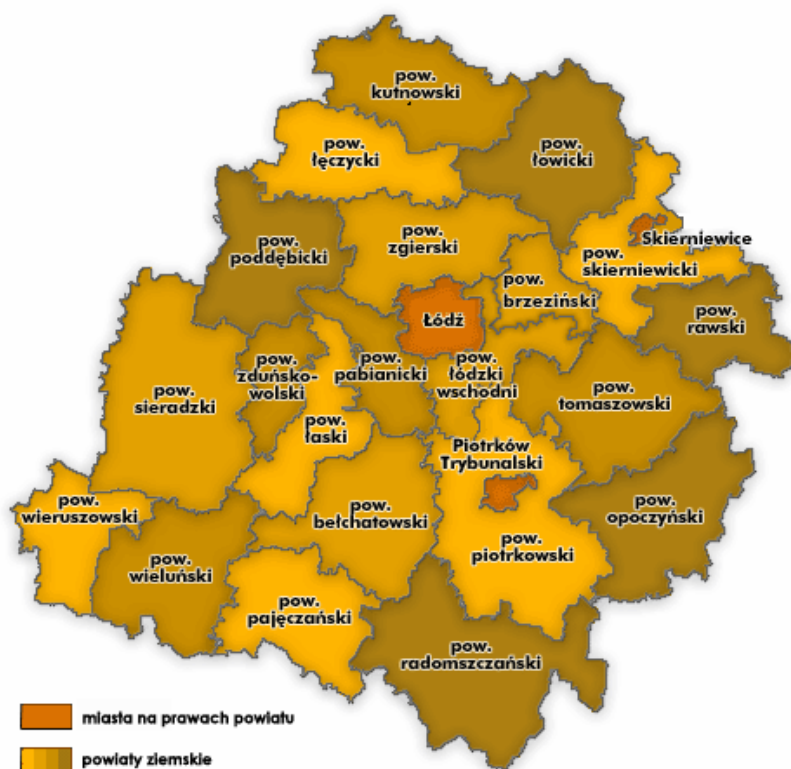 pow.
kutnowski
pow.
łęczycki
pow.
łowicki
pow.
poddębicki
pow.
zgierski
Skierniewice
pow.
skierniewicki
pow.
brzeziński
pow.
rawski
Łódź
pow.
sieradzki
pow.
zduńsko-
wolski
pow.
pabianicki
pow.
łódzki
wschodni
pow.
tomaszowski
pow.
łaski
Piotrków
Trybunalski
pow.
wieruszowski
pow.
bełchatowski
pow.
opoczyński
pow.
wieluński
pow.
piotrkowski
pow.
pajęczański
pow.
radomszczański
miasta na prawach powiatu
powiaty ziemskie